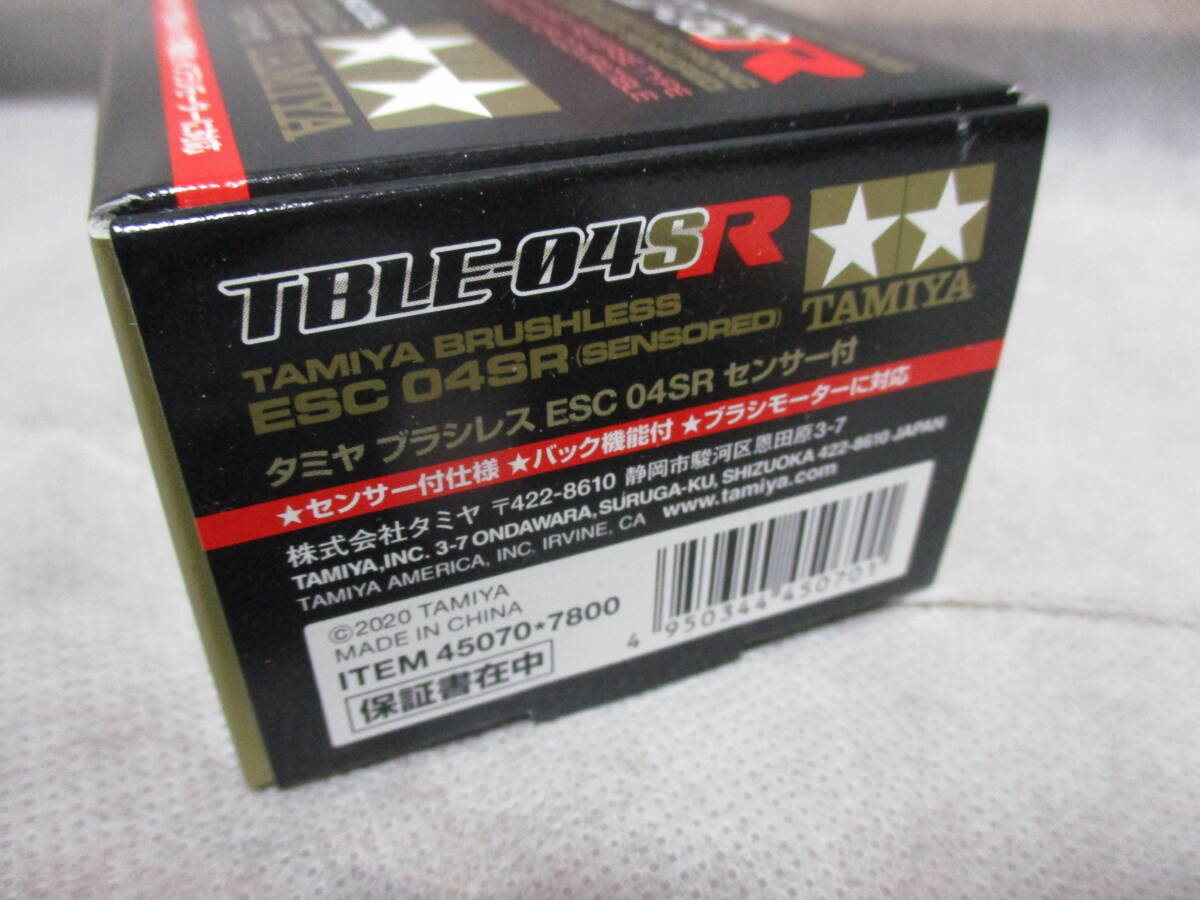 TAMIYA
TBLE-04SR
TAMIYA
TAMIYA BRUSHLESS
ESC 04SR (SENSORED)
タミヤ ブラシレス ESC 04SR センサー付
★センサー付仕様 ★バック機能付 ★ブラシモーターに対応
株式会社タミヤ 〒422-8610 静岡市駿河区恩田原3-7
TAMIYA,INC. 3-7 ONDAWARA, SURUGA-KU, SHIZUOKA 422-8610 JAPAN
TAMIYA AMERICA, INC. IRVINE, CA www.tamiya.com
©2020 TAMIYA
MADE IN CHINA
ITEM 45070★7800
保証書在中
4 950344 450701